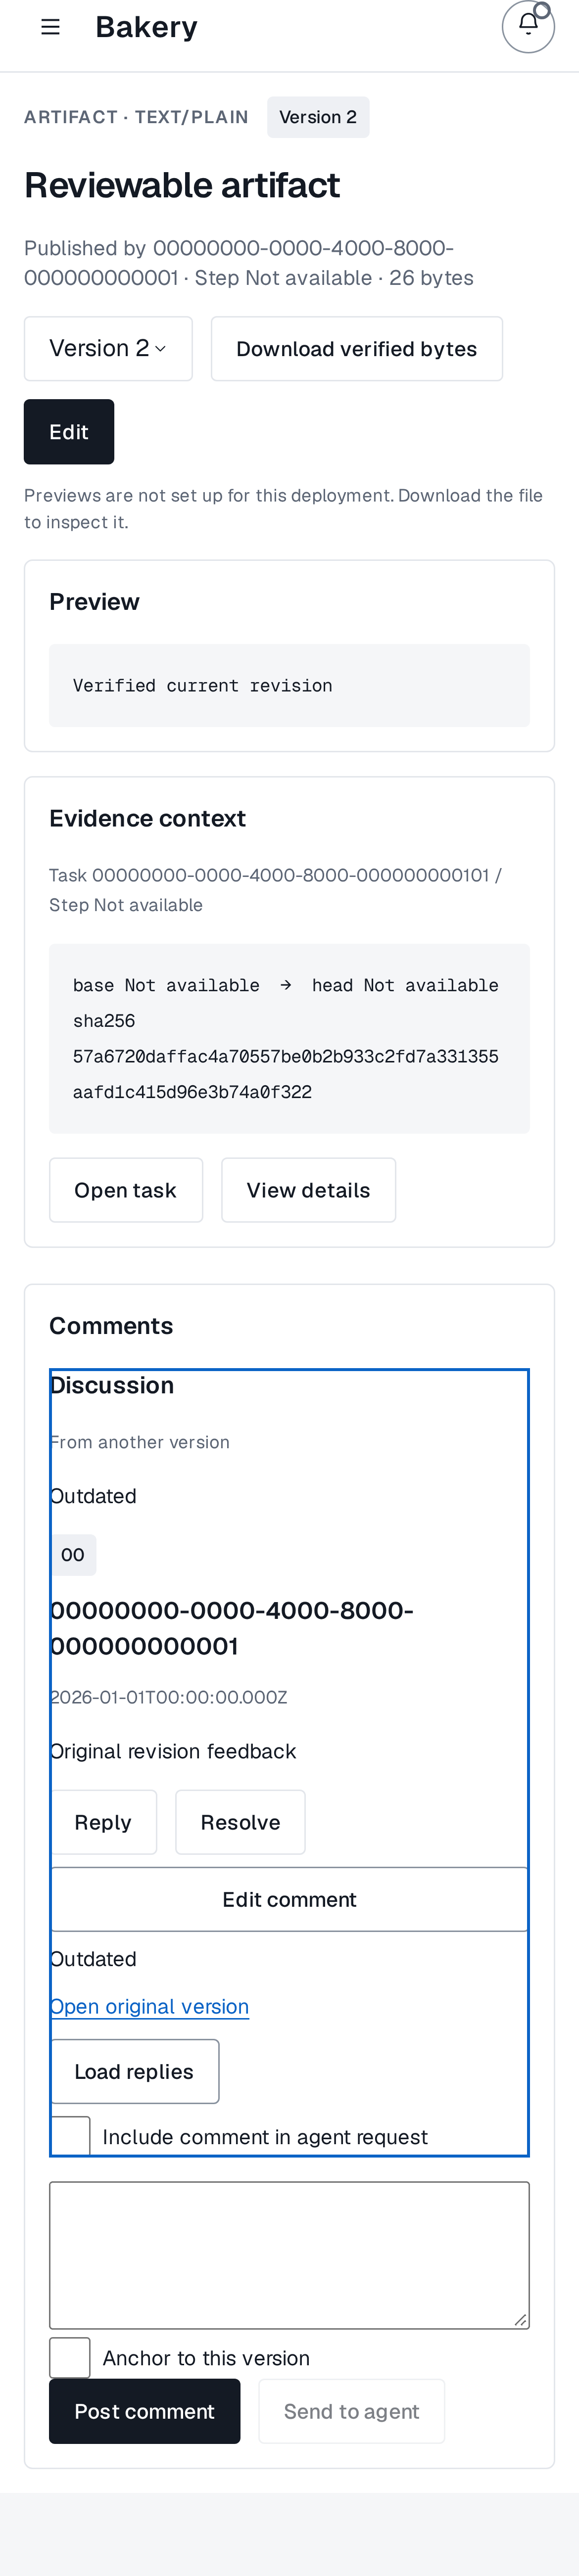 Bakery
ARTIFACT · TEXT/PLAIN Version 2
Reviewable artifact
Published by 00000000-0000-4000-8000-
000000000001 · Step Not available · 26 bytes
Version 2 Download verified bytes
Edit
Previews are not set up for this deployment. Download the file
to inspect it.
Preview
Verified current revision
Evidence context
Task 00000000-0000-4000-8000-000000000101 /
Step Not available
base Not available → head Not available
sha256
57a6720daffac4a70557be0b2b933c2fd7a331355
aafd1c415d96e3b74a0f322
Open task View details
Comments
Discussion
From another version
Outdated
00
00000000-0000-4000-8000-
000000000001
2026-01-01T00:00:00.000Z
Original revision feedback
Reply Resolve
Edit comment
Outdated
Open original version
Load replies
Include comment in agent request
Anchor to this version
Post comment Send to agent